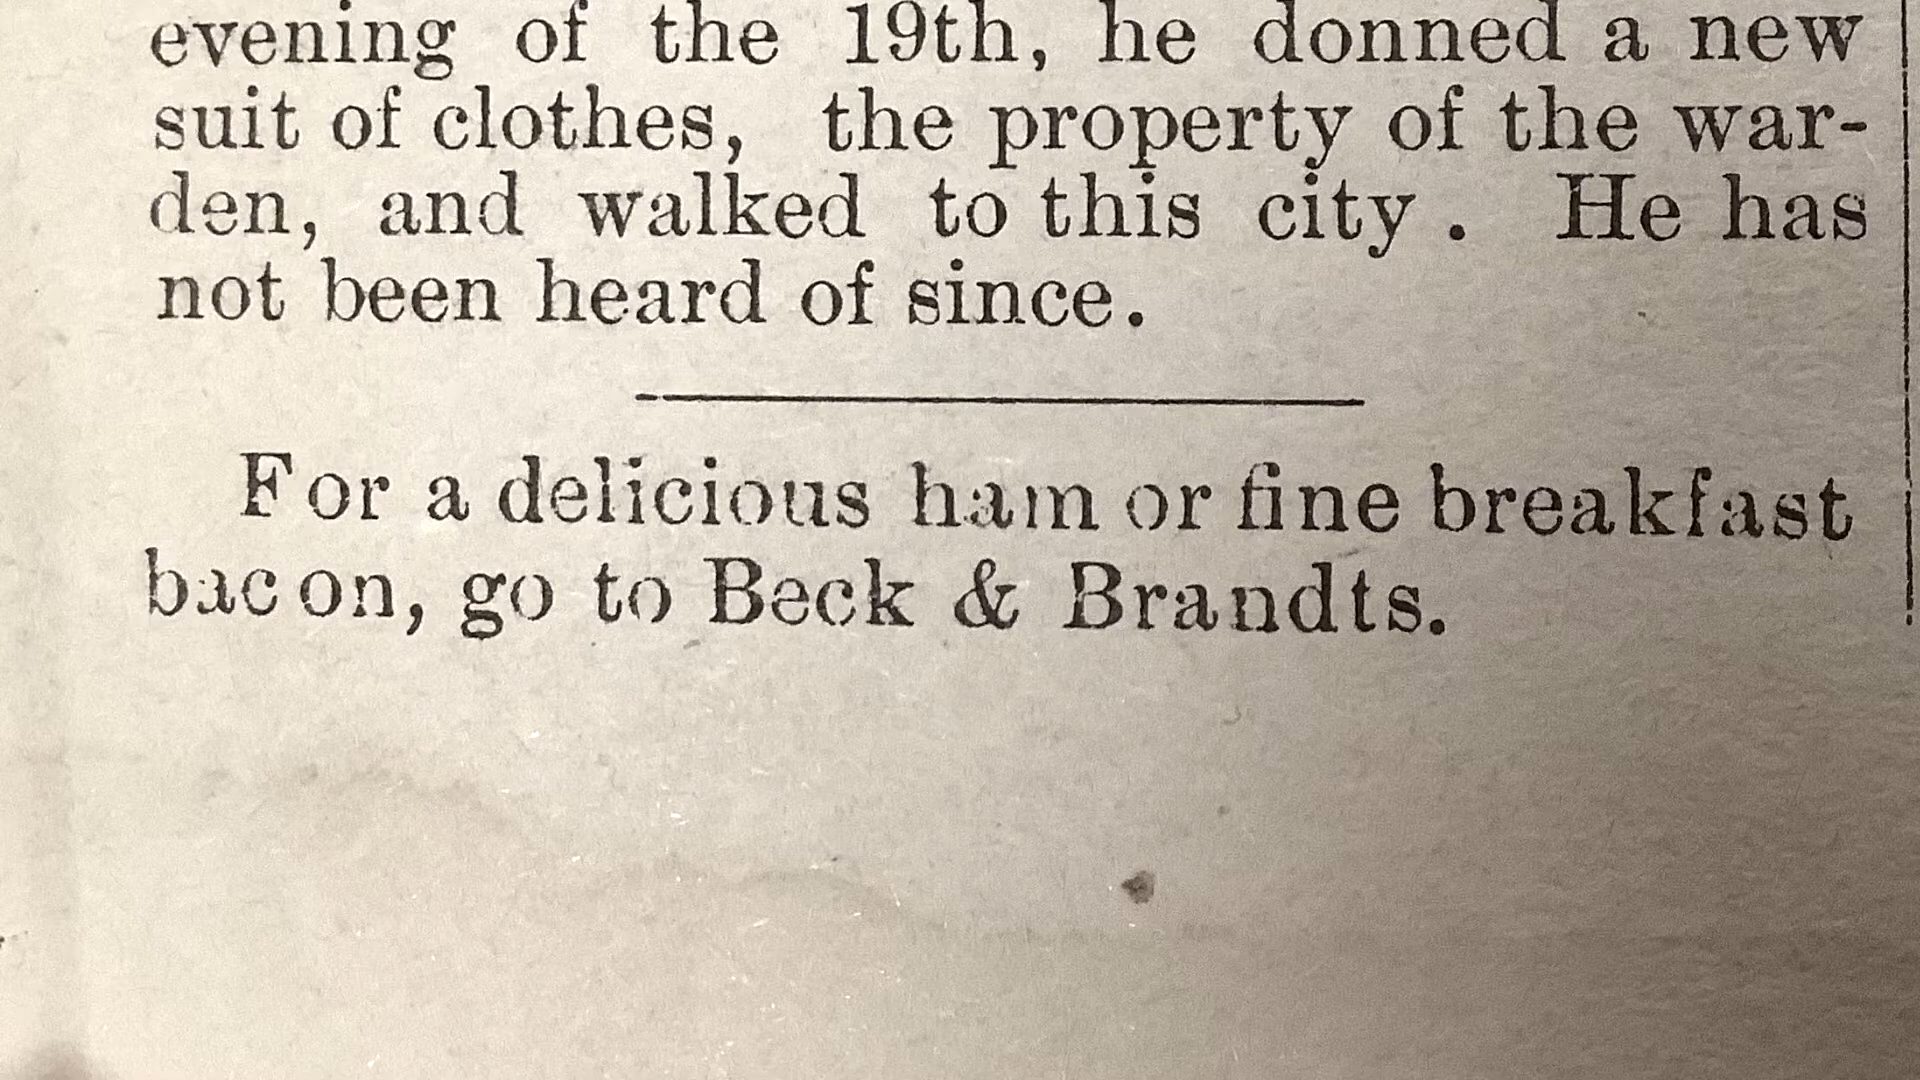 evening of the 19th, he donned a new
suit of clothes, the property of the war-
den, and walked to this city. He has
not been heard of since.
For a delicious ham or fine breakfast
bacon, go to Beck & Brandts.